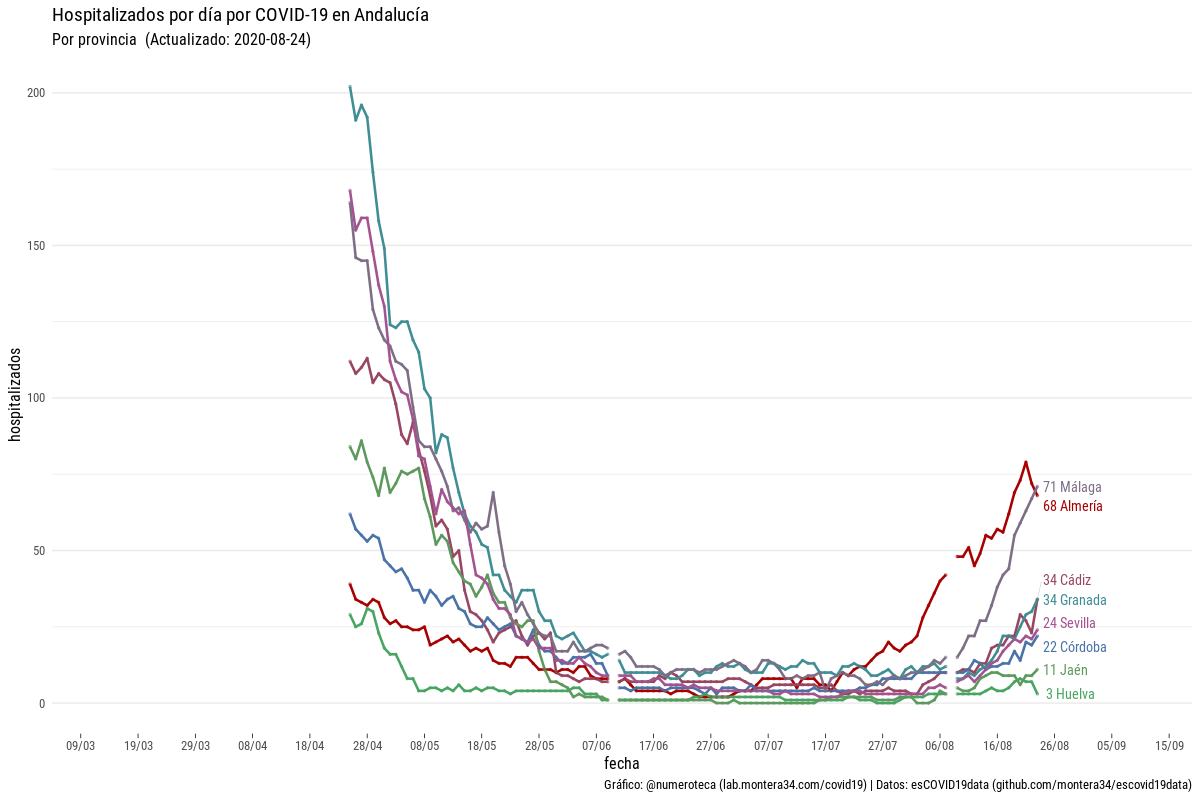 Hospitalizados por día por COVID-19 en Andalucía
Por provincia (Actualizado: 2020-08-24)
200
150
100
50
0
hospitalizados
71 Málaga
68 Almería
34 Cádiz
34 Granada
24 Sevilla
22 Córdoba
11 Jaén
3 Huelva
09/03 19/03 29/03 08/04 18/04 28/04 08/05 18/05 28/05 07/06 17/06 27/06 07/07 17/07 27/07 06/08 16/08 26/08 05/09 15/09
fecha
Gráfico: @numeroteca (lab.montera34.com/covid19) | Datos: esCOVID19data (github.com/montera34/escovid19data)